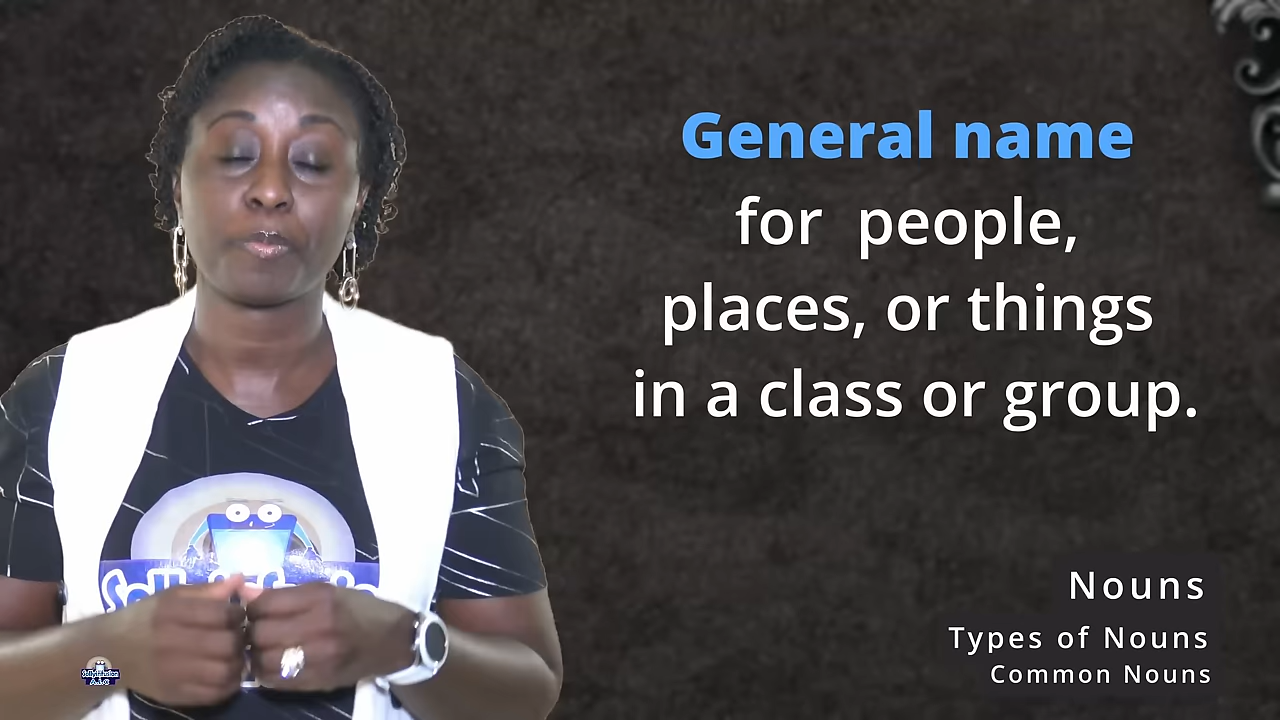 General name
for people,
places, or things
in a class or group.
Nouns
Types of Nouns
Common Nouns